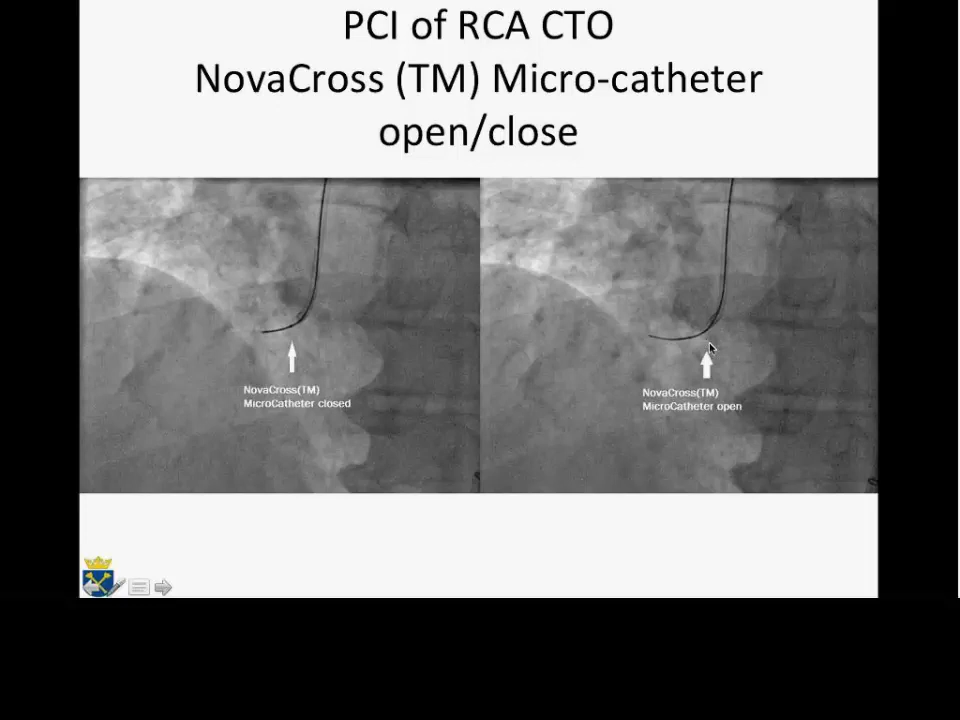 PCI of RCA CTO
NovaCross (TM) Micro-catheter
open/close
NovaCross(TM)
MicroCatheter closed
NovaCross(TM)
MicroCatheter open